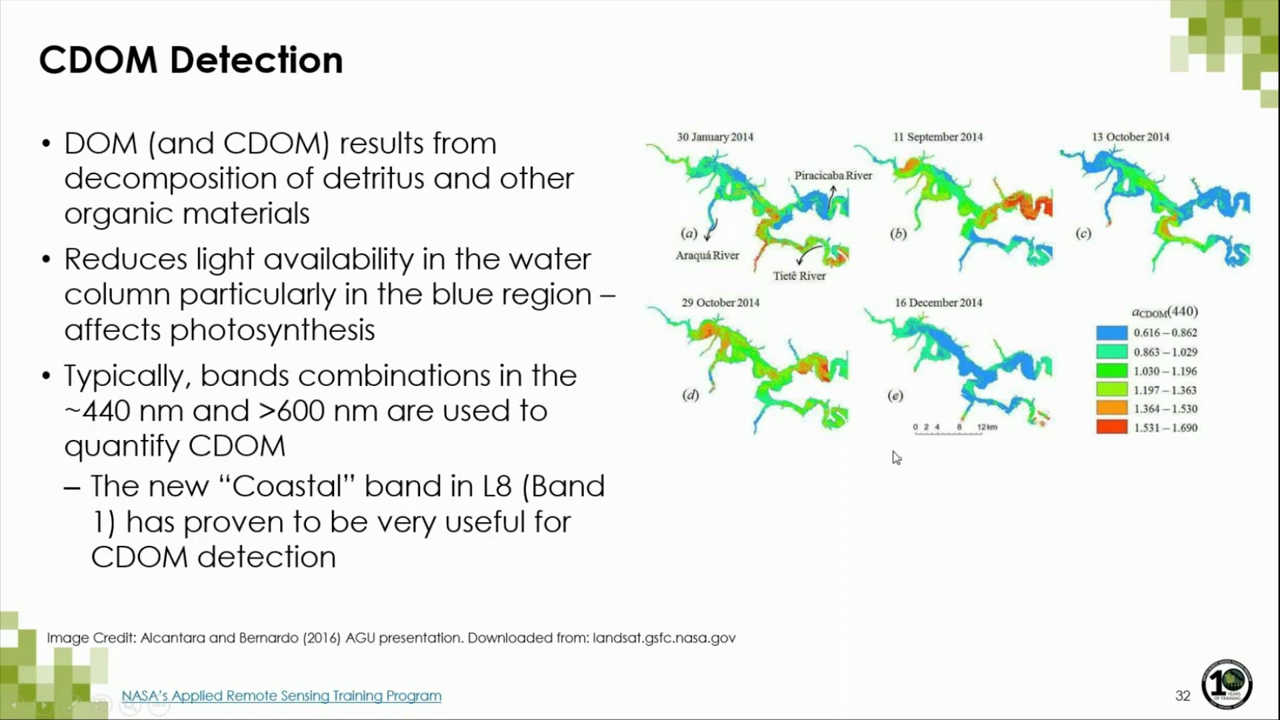 CDOM Detection
• DOM (and CDOM) results from
decomposition of detritus and other
organic materials
• Reduces light availability in the water
column particularly in the blue region –
affects photosynthesis
• Typically, bands combinations in the
~440 nm and >600 nm are used to
quantify CDOM
– The new “Coastal” band in L8 (Band
1) has proven to be very useful for
CDOM detection
30 January 2014
Piracicaba River
(a)
Araquá River
Tietê River
11 September 2014
(b)
13 October 2014
(c)
29 October 2014
(d)
16 December 2014
(e)
0 2 4 8 12km
aCDOM(440)
0.616 – 0.862
0.863 – 1.029
1.030 – 1.196
1.197 – 1.363
1.364 – 1.530
1.531 – 1.690
Image Credit: Alcantara and Bernardo (2016) AGU presentation. Downloaded from: landsat.gsfc.nasa.gov
NASA's Applied Remote Sensing Training Program
32
10
YEARS
OF TRAINING